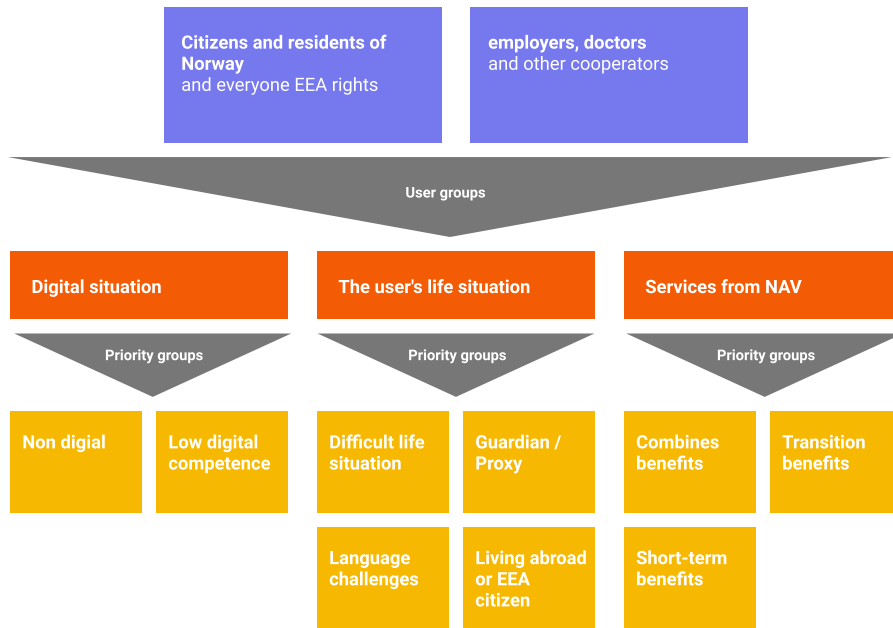 Citizens and residents of
Norway
and everyone EEA rights
employers, doctors
and other cooperators
User groups
Digital situation
The user's life situation
Services from NAV
Priority groups
Priority groups
Priority groups
Non digial
Low digital
competence
Difficult life
situation
Guardian /
Proxy
Combines
benefits
Transition
benefits
Language
challenges
Living abroad
or EEA
citizen
Short-term
benefits